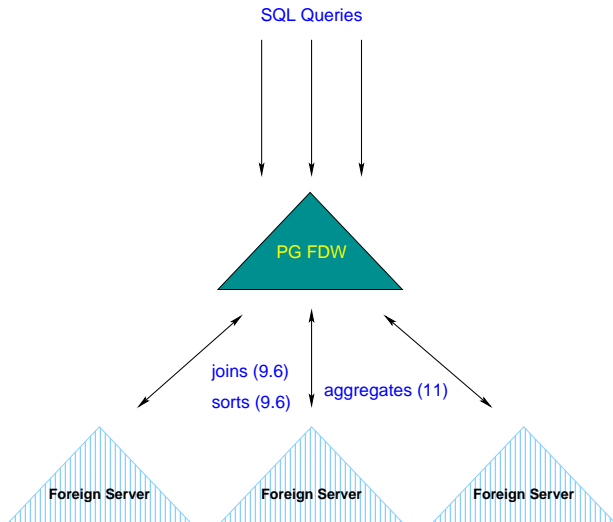 SQL Queries
PG FDW
joins (9.6)
sorts (9.6)
aggregates (11)
Foreign Server
Foreign Server
Foreign Server